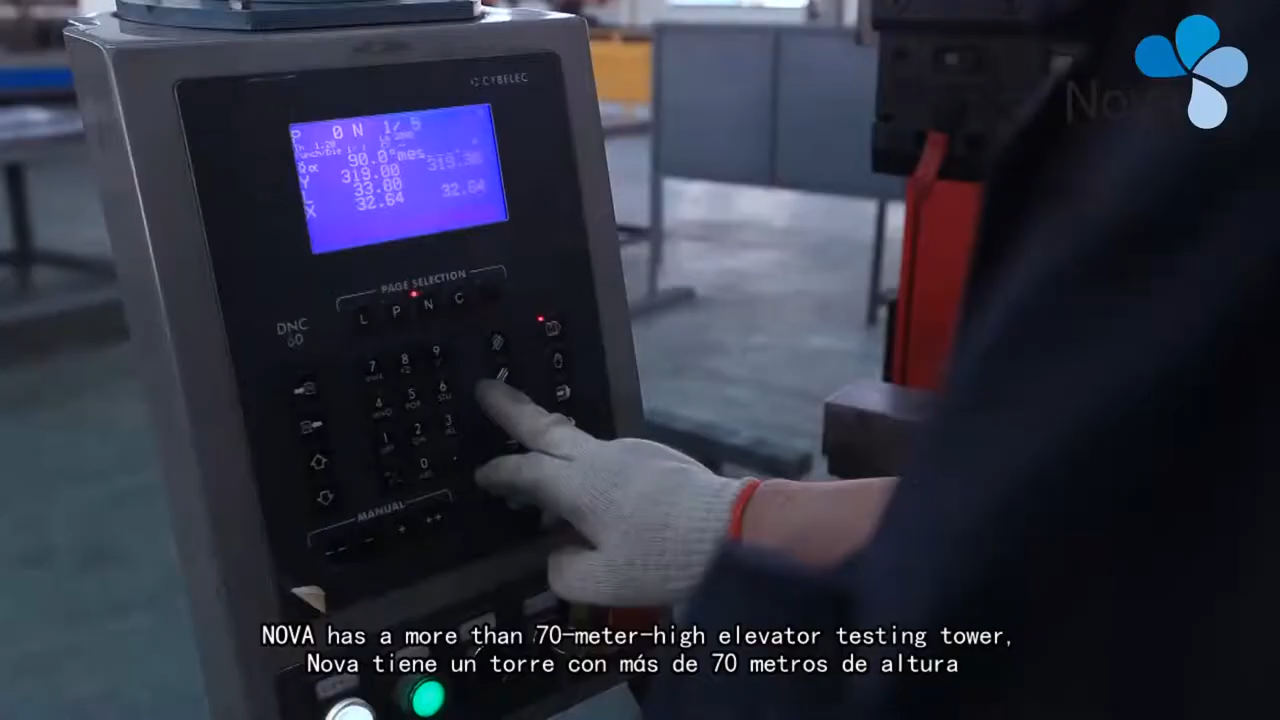 CYBELEC
Nova
P 0 N 1/ 5
90.0°mes
Y 319.00 319.30
L 33.80
X 32.64 32.64
PAGE SELECTION
L P N C
DNC
60
7 8 9
4 5 6
1 2 3
0 .
MANUAL
-- - + ++
NOVA has a more than 70-meter-high elevator testing tower,
Nova tiene un torre con más de 70 metros de altura